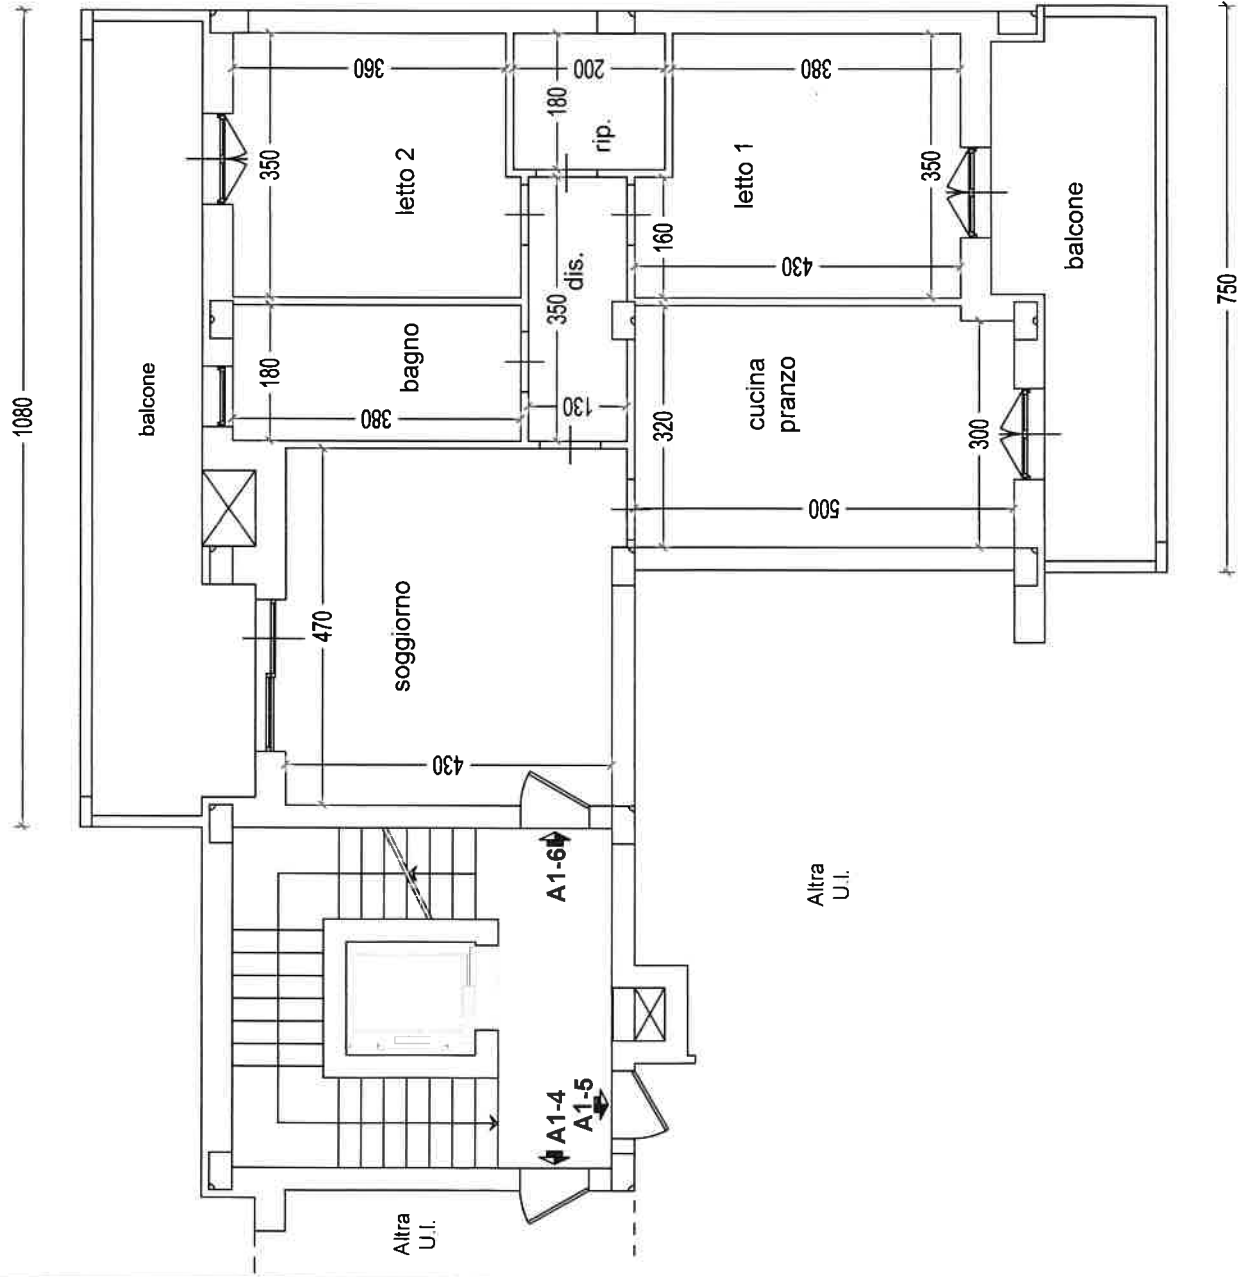 1080
750
360
200
380
180
350
letto 2
rip.
letto 1
350
balcone
160
430
dis.
350
balcone
180
bagno
380
130
320
cucina
pranzo
300
500
soggiorno
470
430
A1-6
Altra
U.I.
A1-4
A1-5
Altra
U.I.